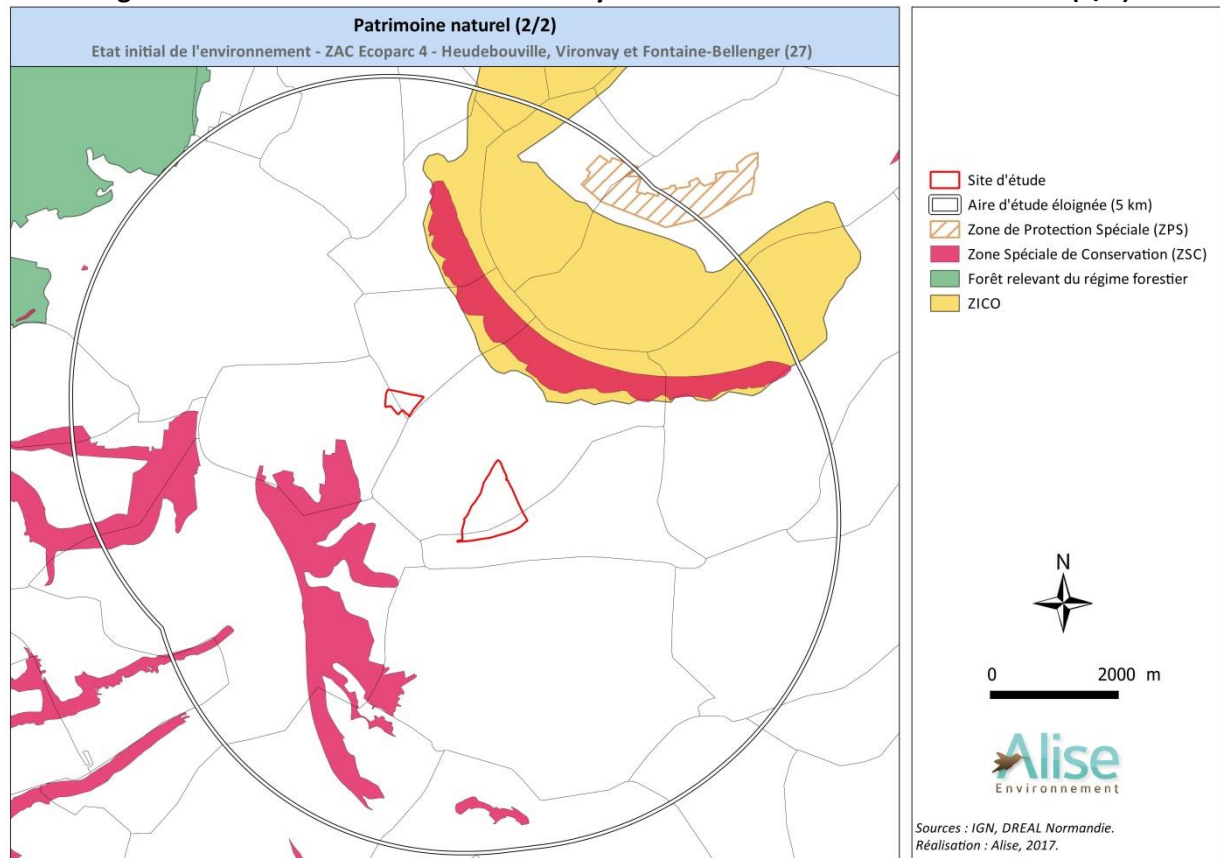 Patrimoine naturel (2/2)
Etat initial de l'environnement - ZAC Ecoparc 4 - Heudebouville, Vironvay et Fontaine-Bellenger (27)
Site d'étude
Aire d'étude éloignée (5 km)
Zone de Protection Spéciale (ZPS)
Zone Spéciale de Conservation (ZSC)
Forêt relevant du régime forestier
ZICO
N
0 2000 m
Alise
Environnement
Sources : IGN, DREAL Normandie.
Réalisation : Alise, 2017.